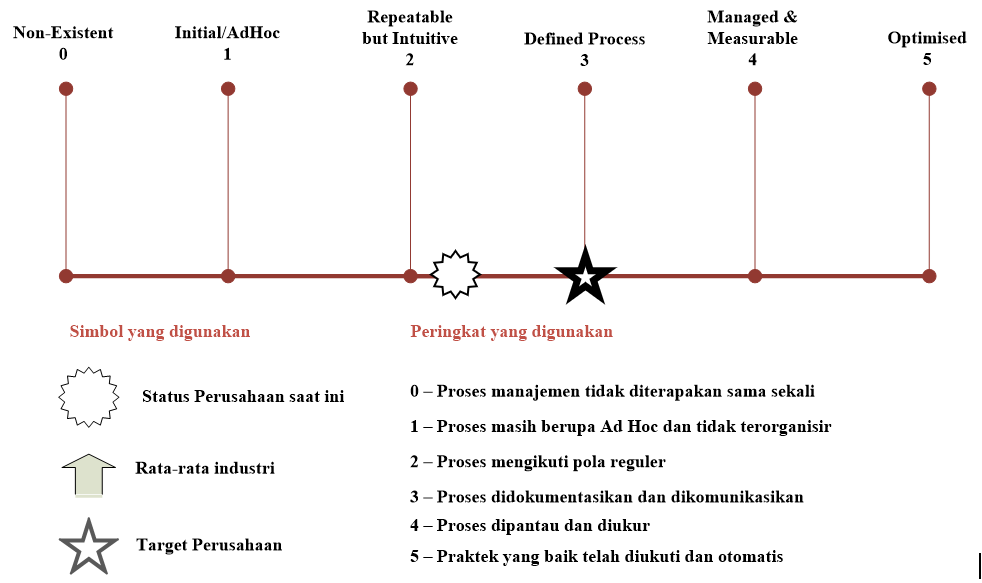 Non-Existent
0
Initial/AdHoc
1
Repeatable
but Intuitive
2
Defined Process
3
Managed &
Measurable
4
Optimised
5
Simbol yang digunakan
Status Perusahaan saat ini
Rata-rata industri
Target Perusahaan
Peringkat yang digunakan
0 – Proses manajemen tidak diterapakan sama sekali
1 – Proses masih berupa Ad Hoc dan tidak terorganisir
2 – Proses mengikuti pola reguler
3 – Proses didokumentasikan dan dikomunikasikan
4 – Proses dipantau dan diukur
5 – Praktek yang baik telah diukuti dan otomatis